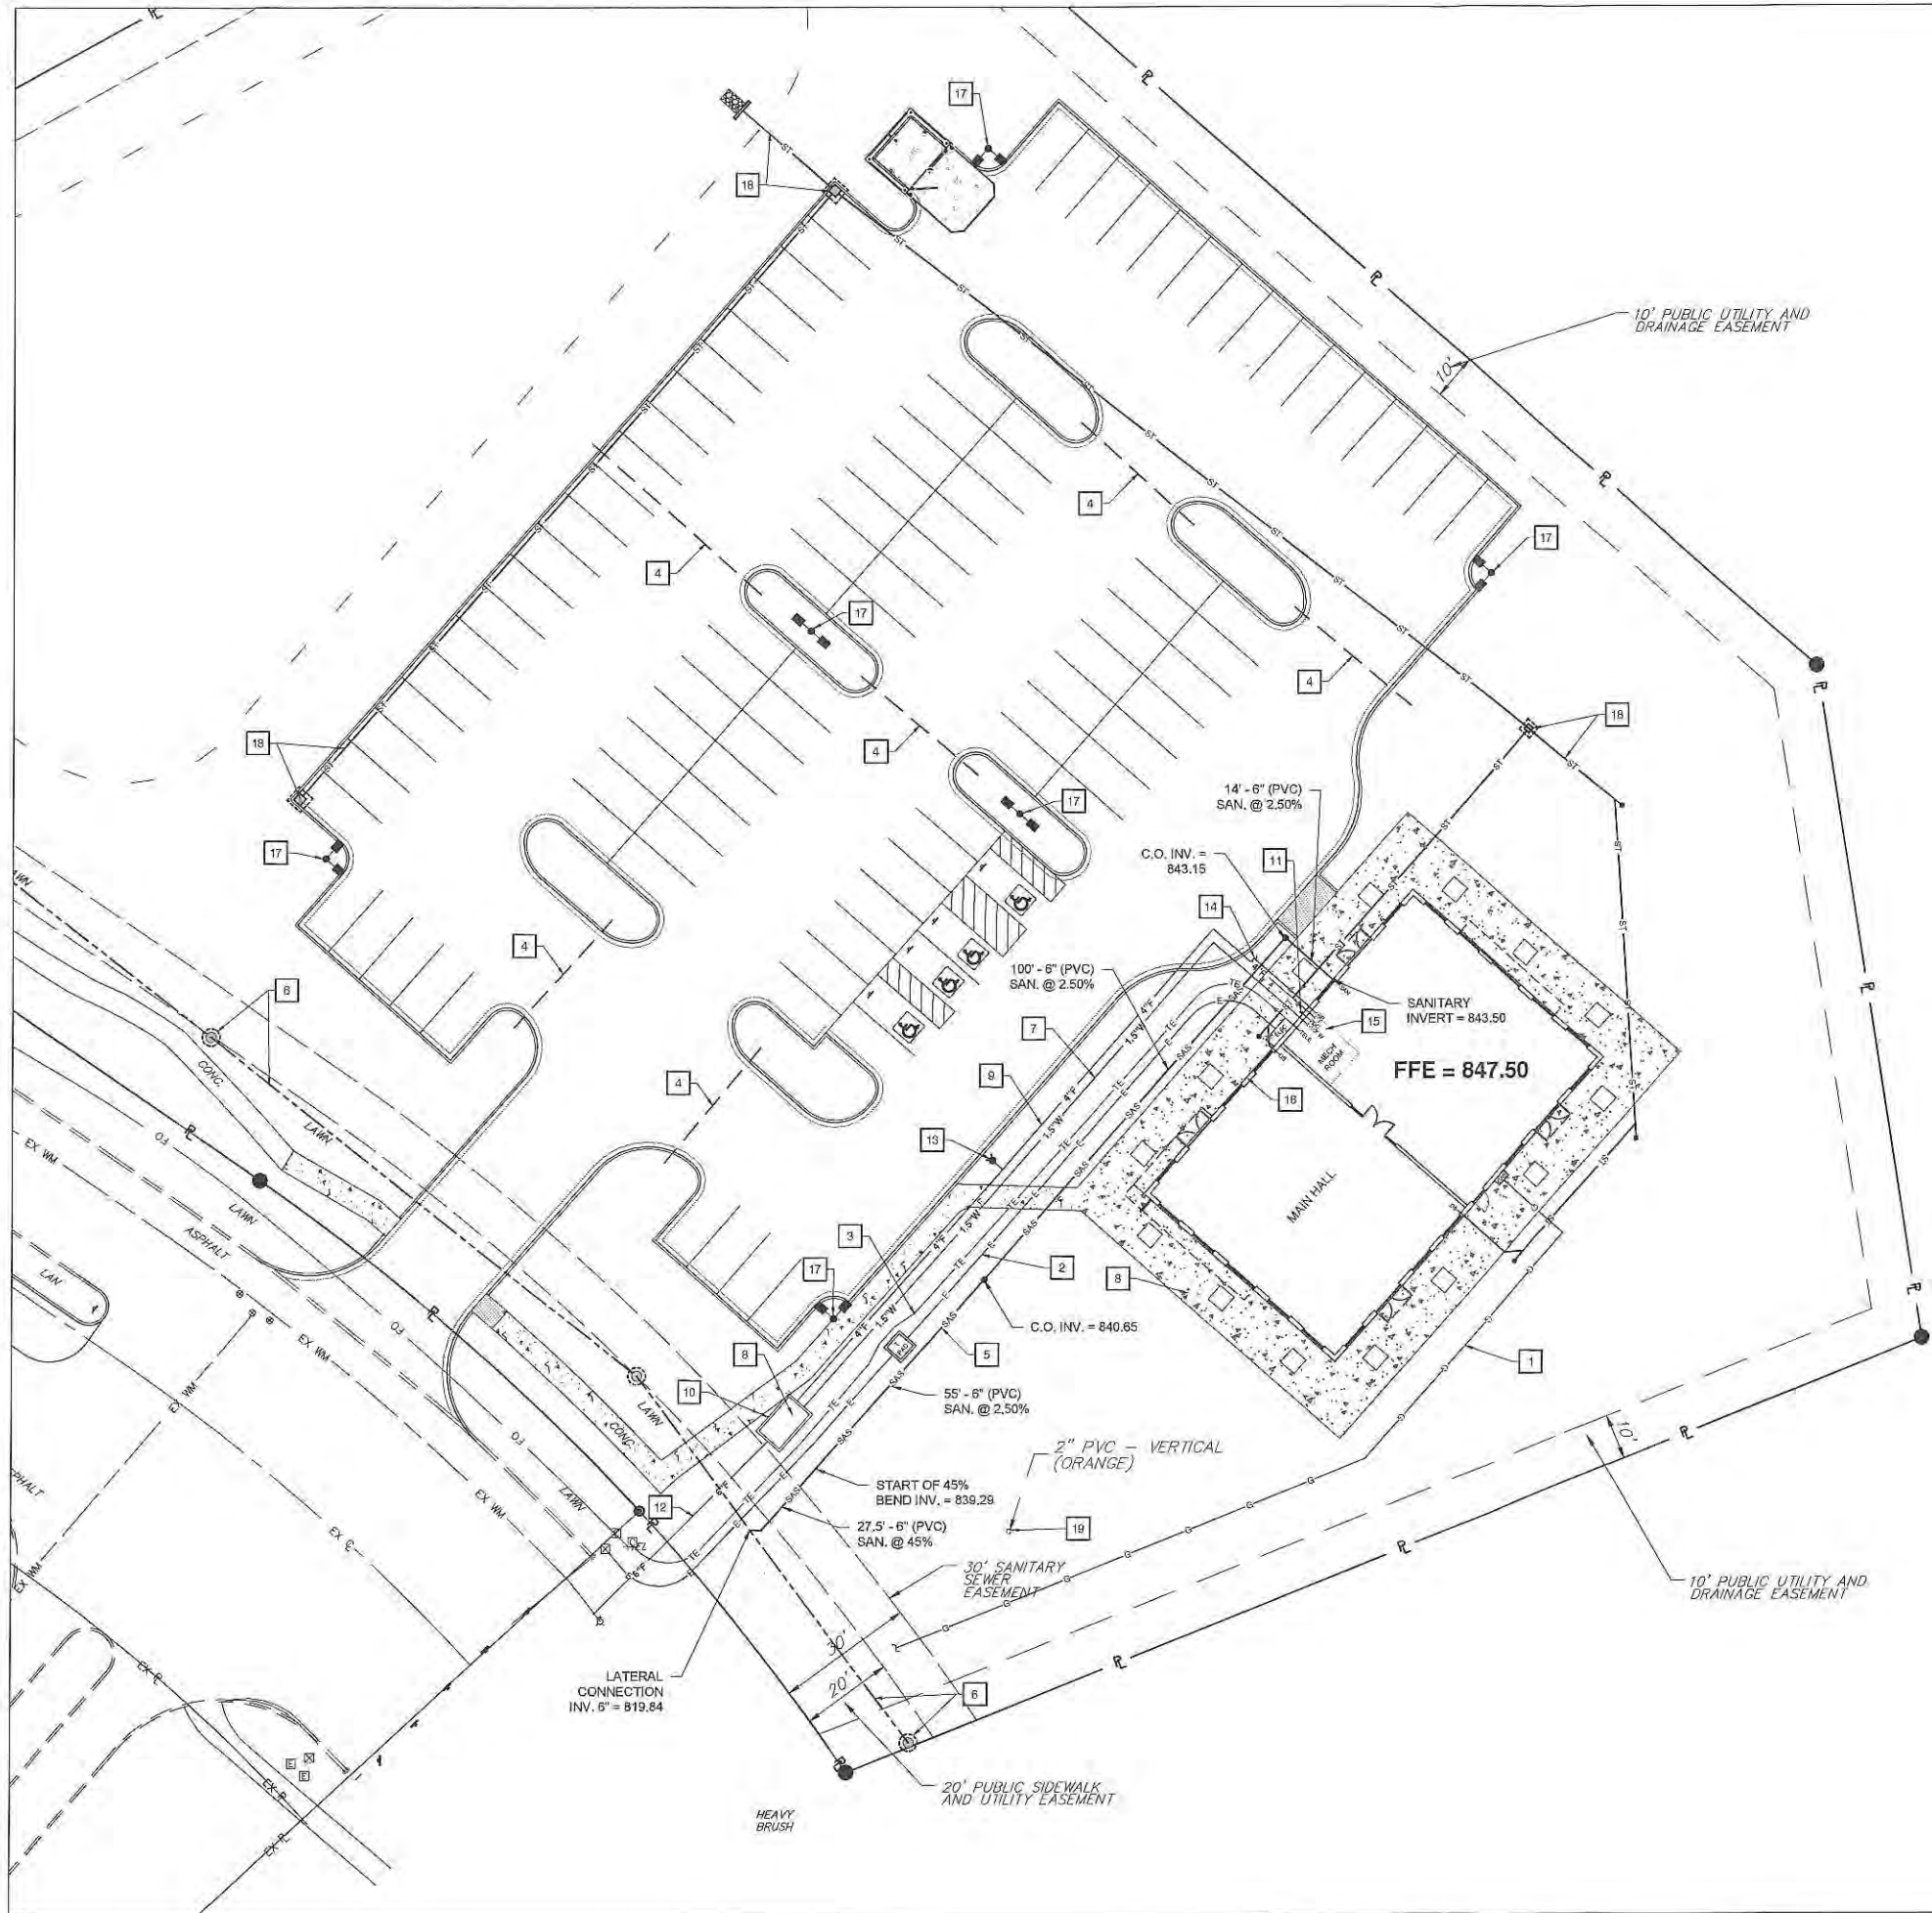 17
18
10' PUBLIC UTILITY AND
DRAINAGE EASEMENT
10'
ST
4
4
17
17
4
4
18
18
17
17
14' - 6" (PVC)
SAN. @ 2.50%
C.O. INV. =
843.15
11
14
4
100' - 6" (PVC)
SAN. @ 2.50%
SANITARY
INVERT = 843.50
15
7
MECH
ROOM
FFE = 847.50
6
CONC.
LAWN
9
4
16
13
MAIN HALL
FO
EX WM
LAWN
ASPHALT
LAN
3
2
17
8
C.O. INV. = 840.65
5
1
8
10
55' - 6" (PVC)
SAN. @ 2.50%
LAWN
CONC.
10'
2" PVC - VERTICAL
(ORANGE)
START OF 45%
BEND INV. = 839.29
12
19
27.5' - 6" (PVC)
SAN. @ 45%
30' SANITARY
SEWER
EASEMENT
10' PUBLIC UTILITY AND
DRAINAGE EASEMENT
LAWN
EX WM
EX G
30'
20'
LATERAL
CONNECTION
INV. 6" = 819.84
6
20' PUBLIC SIDEWALK
AND UTILITY EASEMENT
HEAVY
BRUSH